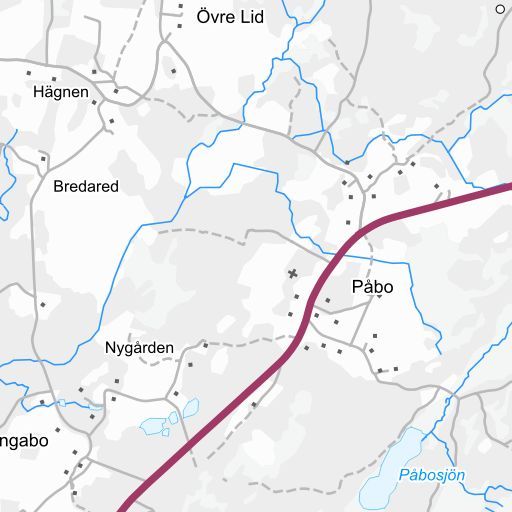 Övre Lid
Hägnen
Bredared
Påbo
Nygården
ngabo
Påbosjön